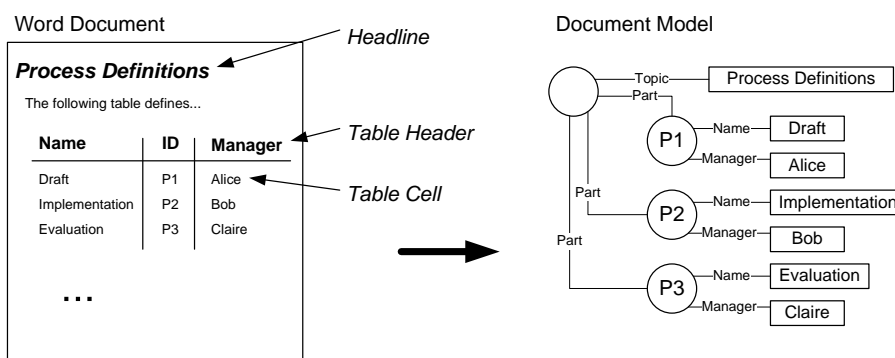 Word Document
Headline
Process Definitions
The following table defines...
Name ID Manager
Table Header
Draft P1 Alice
Table Cell
Implementation P2 Bob
Evaluation P3 Claire
...
Document Model
Topic Process Definitions
Part
P1 Name Draft
Manager Alice
Part
P2 Name Implementation
Manager Bob
Part
P3 Name Evaluation
Manager Claire